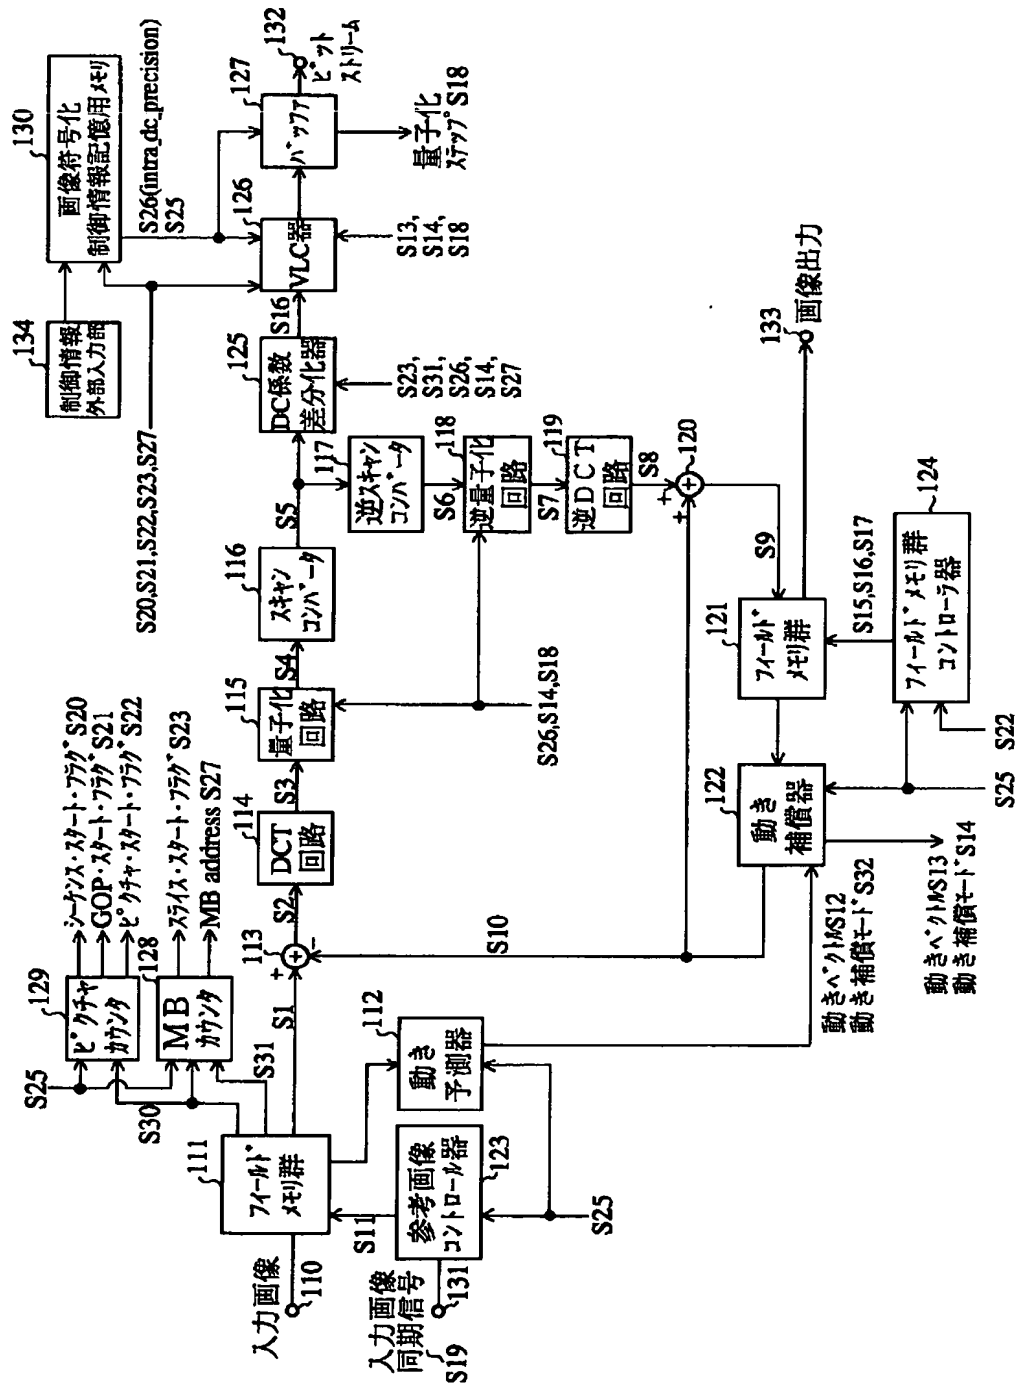 入力画像
110
入力画像
同期信号
S19
131
フィールド
メモリ群
111
S11
参考画像
コントロール器
123
S25
動き
予測器
112
S25
S30
S31
ピクチャ
カウンタ
129
MB
カウンタ
128
シーケンス・スタート・フラグS20
GOP・スタート・フラグS21
ピクチャ・スタート・フラグS22
スライス・スタート・フラグS23
MB address S27
S1
+
113
+
−
S2
DCT
回路
114
S3
量子化
回路
115
S4
スキャン
コンバータ
116
S5
S26,S14,S18
S10
逆スキャン
コンバータ
117
S6
逆量子化
回路
118
S7
逆DCT
回路
119
S8
+
+
+
120
S9
フィールド
メモリ群
121
動き
補償器
122
動きベクトルS12
動き補償モードS32
動きベクトルS13
動き補償モードS14
S15,S16,S17
フィールドメモリ群
コントローラ器
124
S25
S22
133
画像出力
DC係数
差分化器
125
S23,
S31,
S26,
S14,
S27
S16
VLC器
126
S13,
S14,
S18
バッファ
127
132
ビット
ストリーム
量子化
ステップS18
制御情報
外部入力部
134
画像符号化
制御情報記憶用メモリ
130
S26(intra_dc_precision)
S25
S20,S21,S22,S23,S27